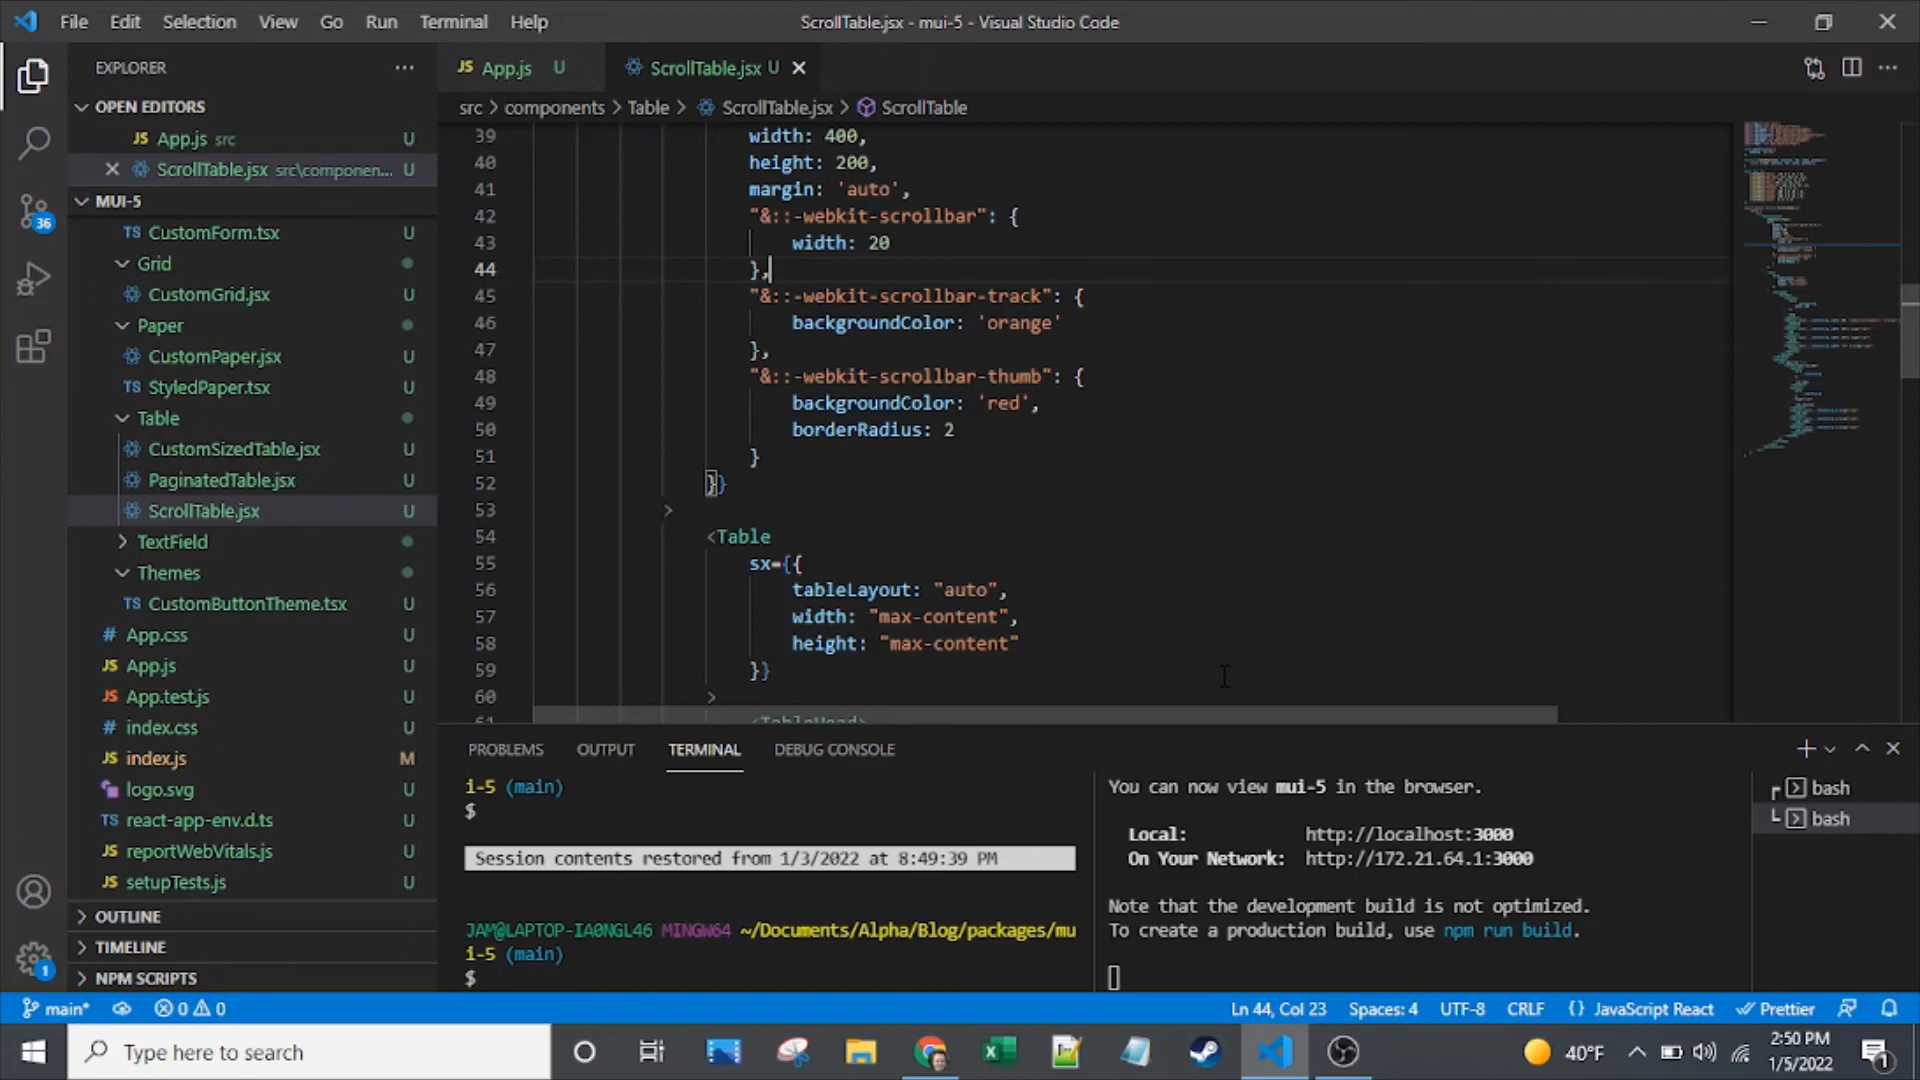 File Edit Selection View Go Run Terminal Help
ScrollTable.jsx - mui-5 - Visual Studio Code
EXPLORER
OPEN EDITORS
JS App.js src U
ScrollTable.jsx src\componen... U
MUI-5
TS CustomForm.tsx U
Grid
CustomGrid.jsx U
Paper
CustomPaper.jsx U
TS StyledPaper.tsx U
Table
CustomSizedTable.jsx U
PaginatedTable.jsx U
ScrollTable.jsx U
TextField
Themes
TS CustomButtonTheme.tsx U
# App.css U
JS App.js U
JS App.test.js U
# index.css U
JS index.js M
logo.svg U
TS react-app-env.d.ts U
JS reportWebVitals.js U
JS setupTests.js U
OUTLINE
TIMELINE
NPM SCRIPTS
36
1
JS App.js U
ScrollTable.jsx U
src > components > Table > ScrollTable.jsx > ScrollTable
39 width: 400,
40 height: 200,
41 margin: 'auto',
42 "&::-webkit-scrollbar": {
43 width: 20
44 },
45 "&::-webkit-scrollbar-track": {
46 backgroundColor: 'orange'
47 },
48 "&::-webkit-scrollbar-thumb": {
49 backgroundColor: 'red',
50 borderRadius: 2
51 }
52 }}
53 >
54 <Table
55 sx={{
56 tableLayout: "auto",
57 width: "max-content",
58 height: "max-content"
59 }}
60 >
61 <TableHead>
PROBLEMS OUTPUT TERMINAL DEBUG CONSOLE
i-5 (main)
$
Session contents restored from 1/3/2022 at 8:49:39 PM
JAM@LAPTOP-IA0NGL46 MINGW64 ~/Documents/Alpha/Blog/packages/mu
i-5 (main)
$
You can now view mui-5 in the browser.
Local: http://localhost:3000
On Your Network: http://172.21.64.1:3000
Note that the development build is not optimized.
To create a production build, use npm run build.
bash
bash
main* 0 0
Ln 44, Col 23 Spaces: 4 UTF-8 CRLF {} JavaScript React Prettier
Type here to search
40°F
2:50 PM
1/5/2022
1